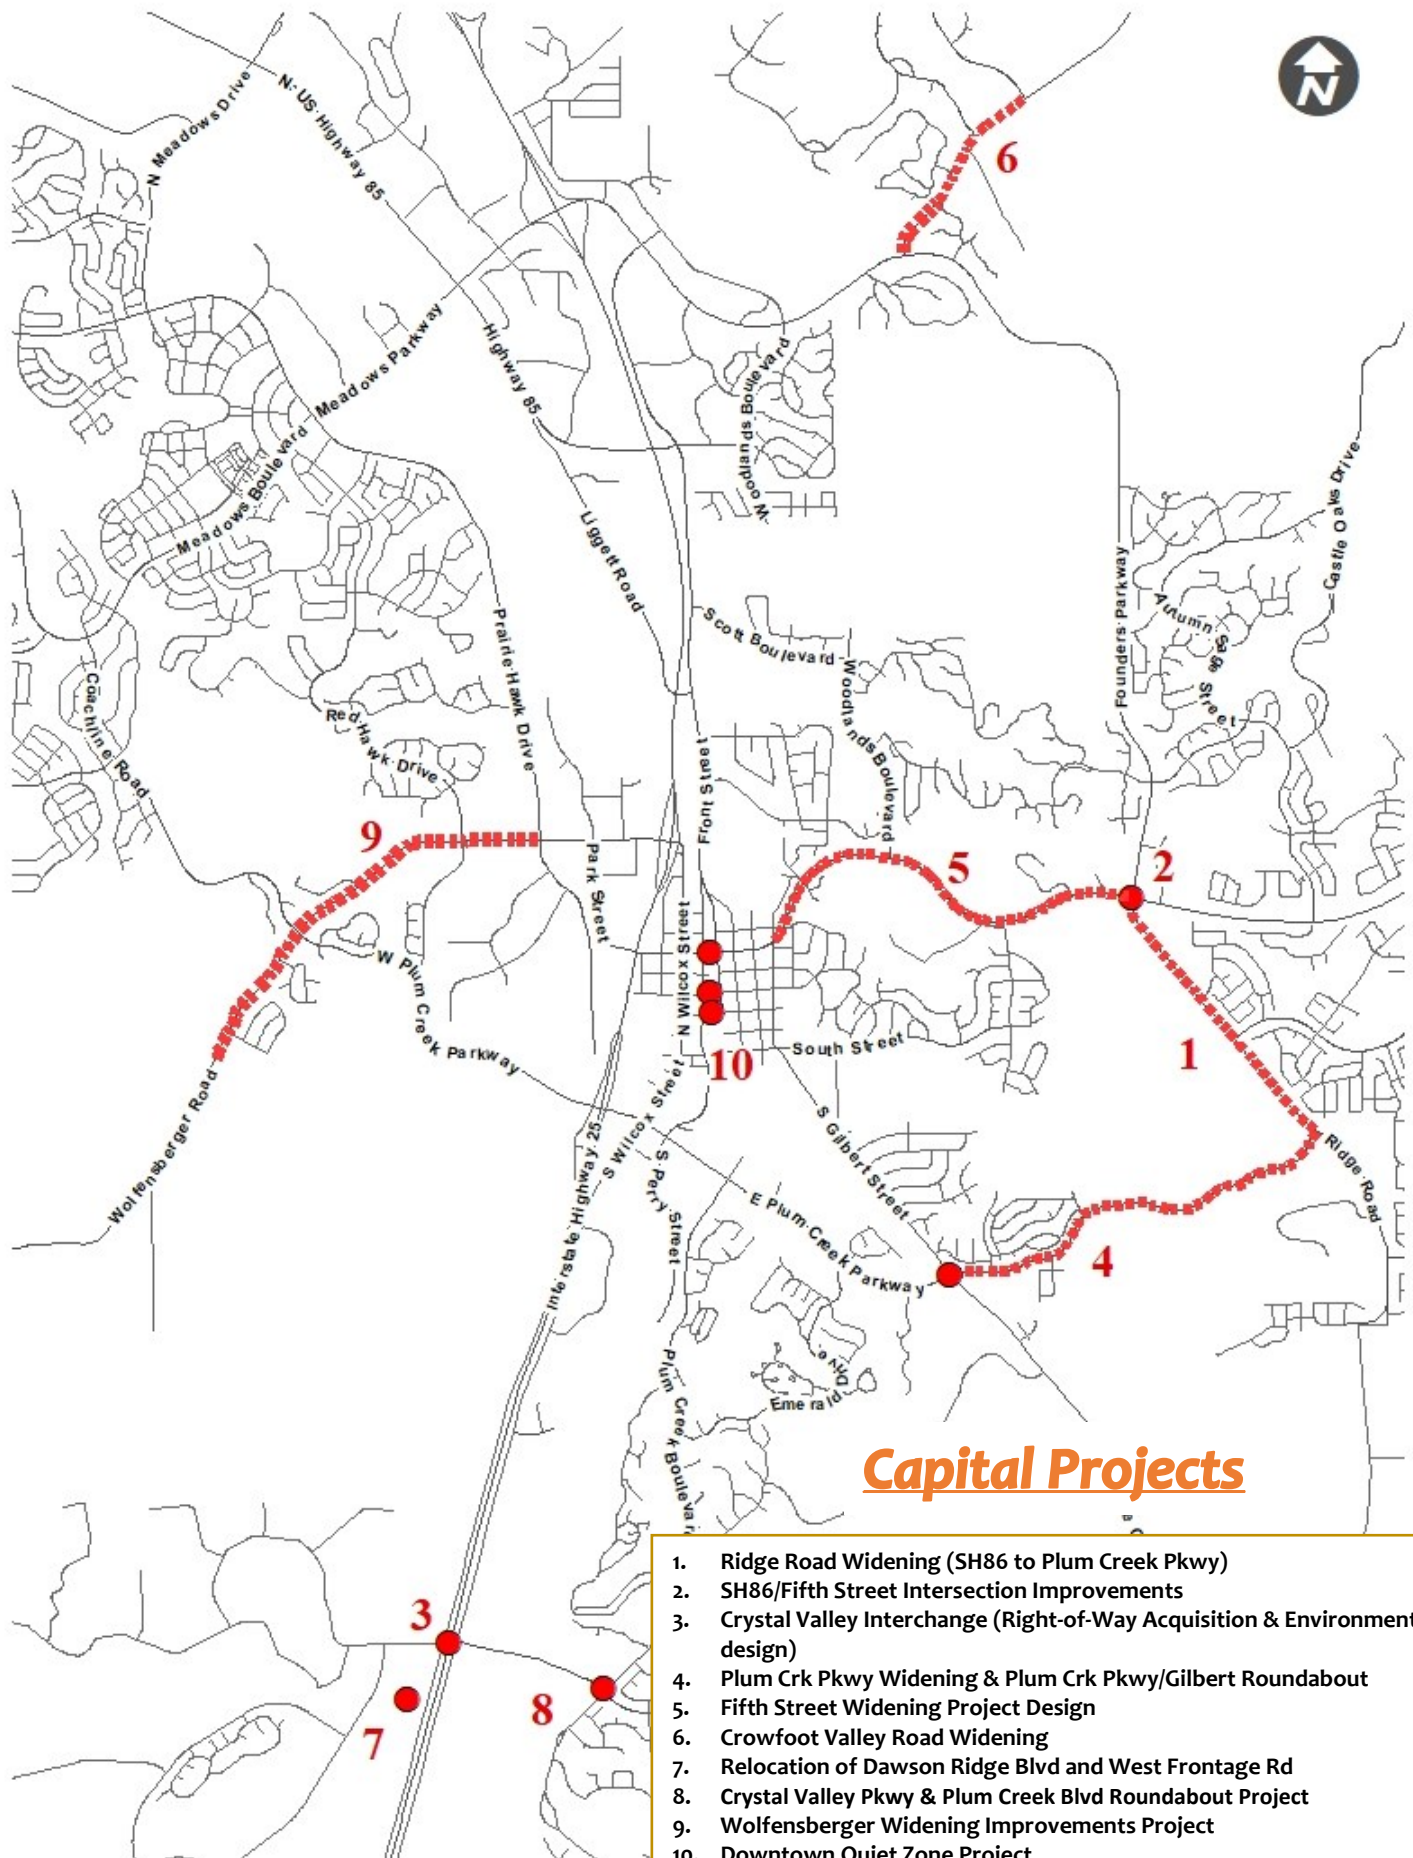 N
N Meadows Drive
N US Highway 85
6
Meadows Parkway
Highway 85
Woodlands Boulevard
Meadows Boulevard
Liggett Road
Castle Oaks Drive
Founders Parkway
Autumn Sage Street
Scott Boulevard
Woodlands Boulevard
Prairie Hawk Drive
Coachline Road
Red Hawk Drive
Front Street
9
Park Street
5
2
N Wilcox Street
W Plum Creek Parkway
South Street
10
1
Wolfensberger Road
S Wilcox Street
S Gilbert Street
Ridge Road
Interstate Highway 25
S Perry Street
E Plum Creek Parkway
4
Emerald Drive
Plum Creek Boulevar
Capital Projects
3
7
8
1. Ridge Road Widening (SH86 to Plum Creek Pkwy)
2. SH86/Fifth Street Intersection Improvements
3. Crystal Valley Interchange (Right-of-Way Acquisition & Environment
design)
4. Plum Crk Pkwy Widening & Plum Crk Pkwy/Gilbert Roundabout
5. Fifth Street Widening Project Design
6. Crowfoot Valley Road Widening
7. Relocation of Dawson Ridge Blvd and West Frontage Rd
8. Crystal Valley Pkwy & Plum Creek Blvd Roundabout Project
9. Wolfensberger Widening Improvements Project
10. Downtown Quiet Zone Project